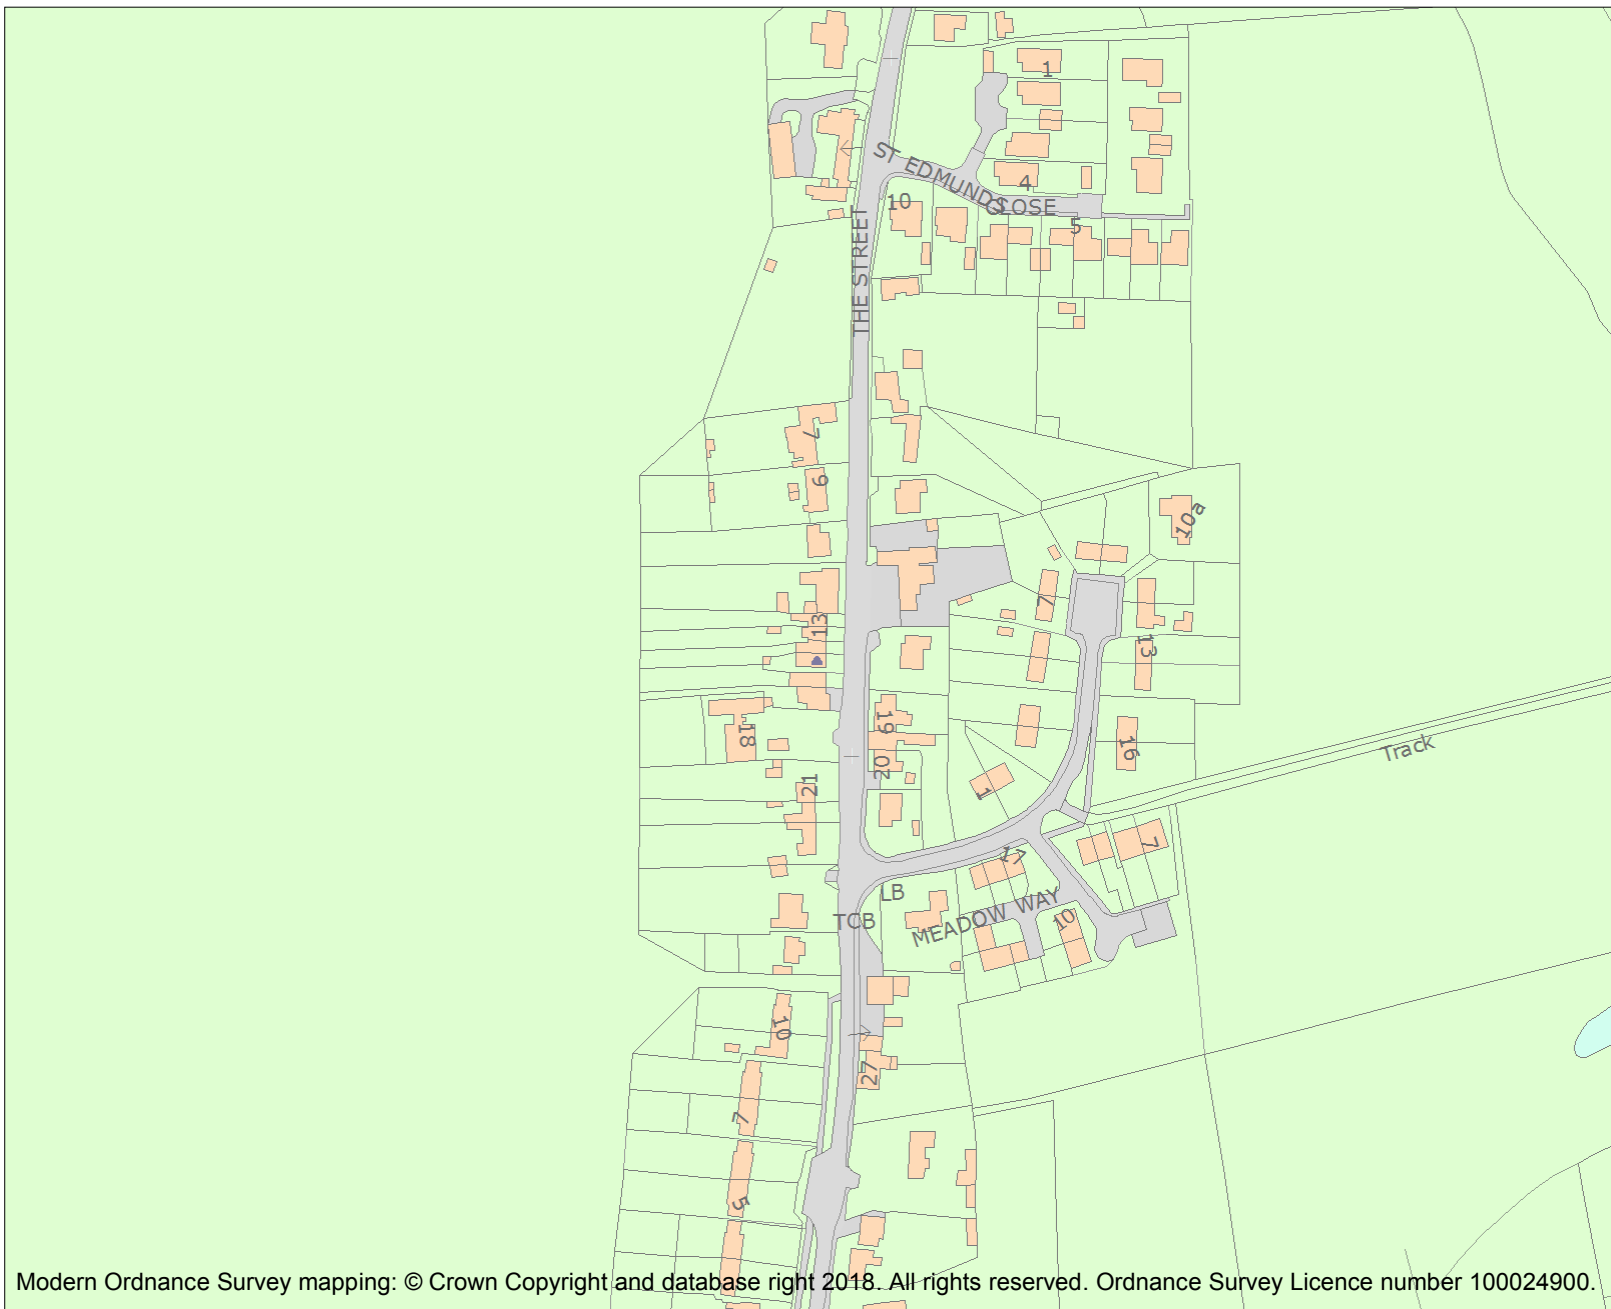 1
ST EDMUNDS
CLOSE
4
10
5
THE STREET
7
9
10a
7
13
13
19
18
16
Track
20
21
1
17
7
LB
TCB
MEADOW WAY
10
10
27
7
5
Modern Ordnance Survey mapping: © Crown Copyright and database right 2018. All rights reserved. Ordnance Survey Licence number 100024900.